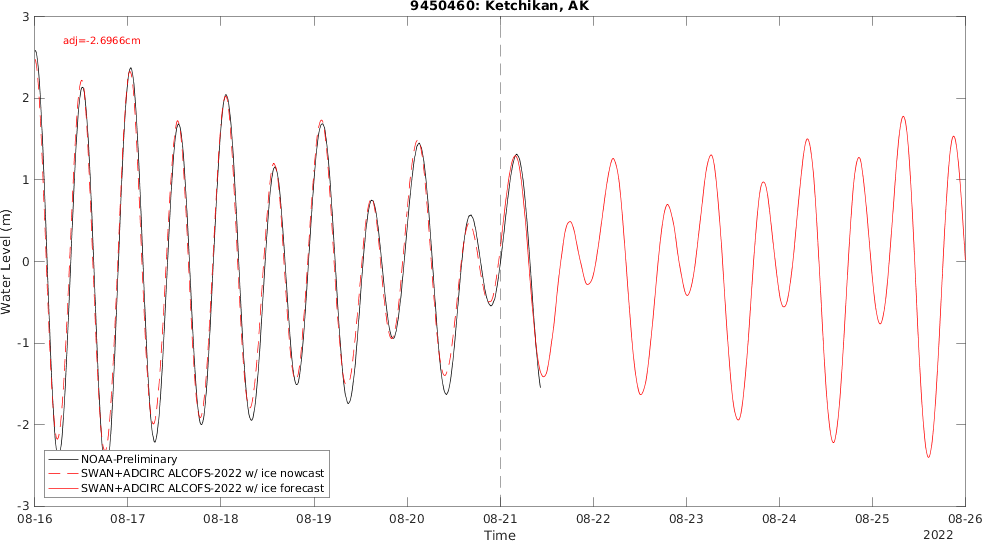 9450460: Ketchikan, AK
adj=-2.6966cm
3
2
1
0
-1
-2
-3
Water Level (m)
NOAA-Preliminary
SWAN+ADCIRC ALCOFS-2022 w/ ice nowcast
SWAN+ADCIRC ALCOFS-2022 w/ ice forecast
08-16 08-17 08-18 08-19 08-20 08-21 08-22 08-23 08-24 08-25 08-26
Time
2022